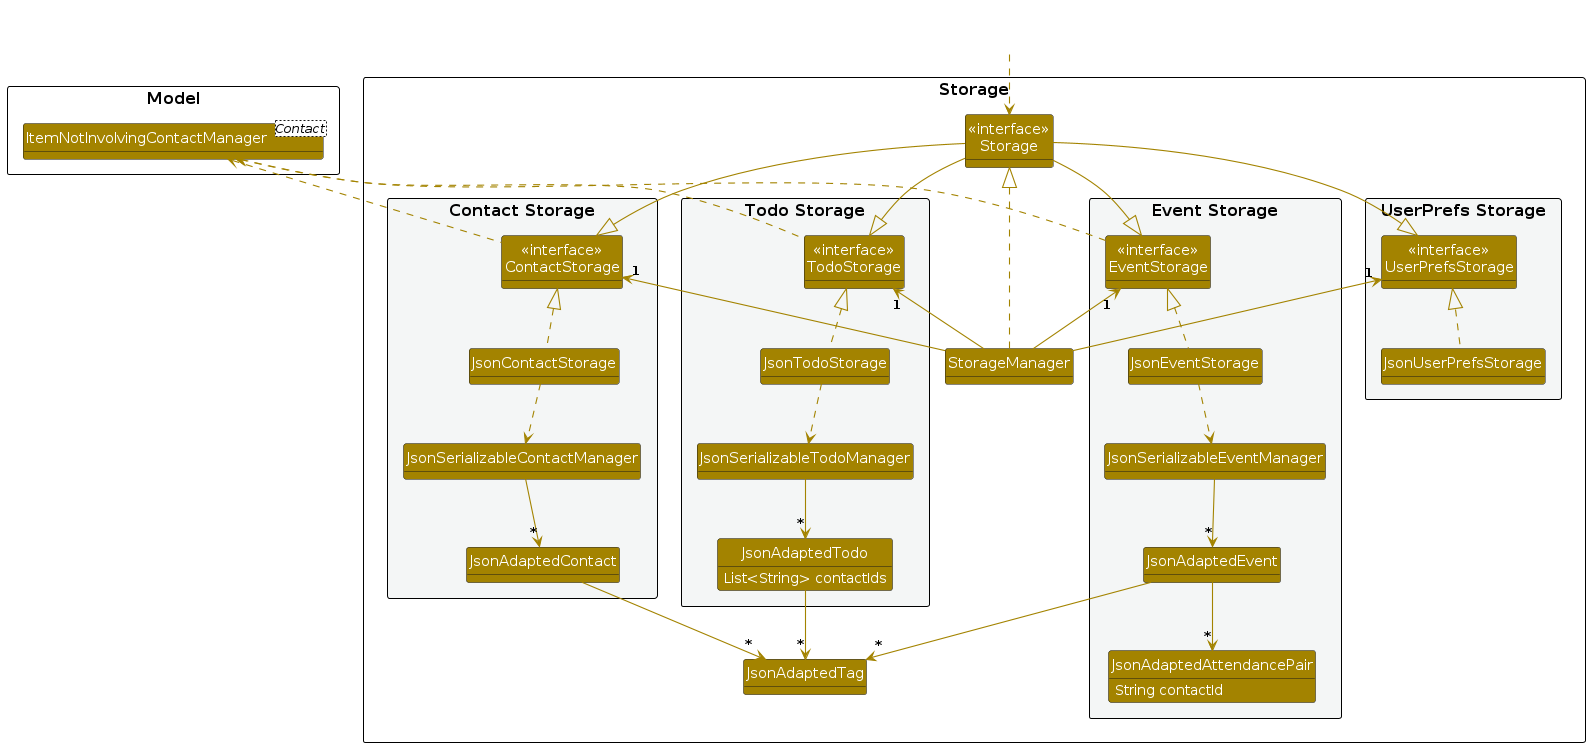 Storage
Model
ItemNotInvolvingContactManager
Contact
«interface»
Storage
Contact Storage
Todo Storage
Event Storage
UserPrefs Storage
«interface»
ContactStorage
1
«interface»
TodoStorage
1
«interface»
EventStorage
1
«interface»
UserPrefsStorage
1
JsonContactStorage
JsonTodoStorage
StorageManager
JsonEventStorage
JsonUserPrefsStorage
JsonSerializableContactManager
JsonSerializableTodoManager
JsonSerializableEventManager
*
*
*
JsonAdaptedContact
JsonAdaptedTodo
List<String> contactIds
JsonAdaptedEvent
*
*
*
*
JsonAdaptedTag
JsonAdaptedAttendancePair
String contactId